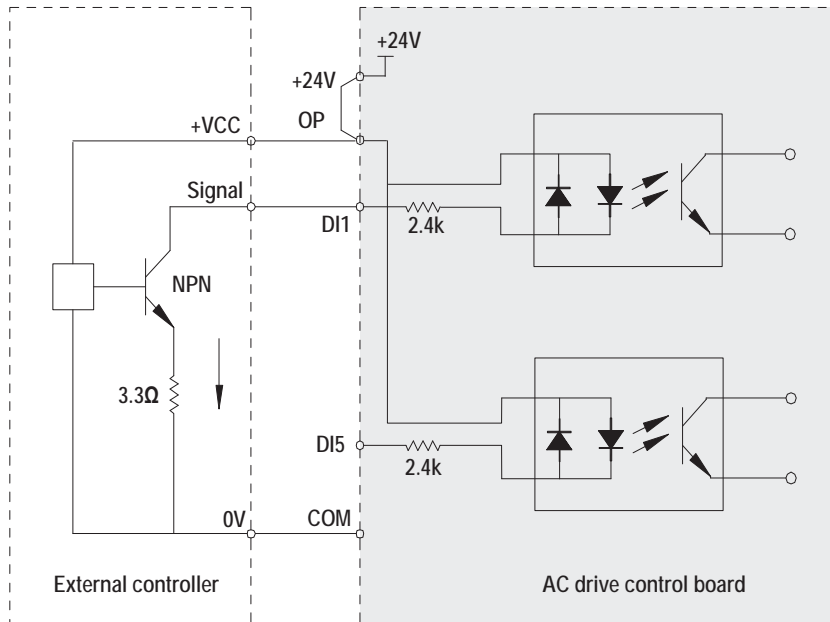 +24V
+24V
OP
+VCC
Signal
DI1
2.4k
NPN
3.3Ω
DI5
2.4k
0V
COM
External controller
AC drive control board